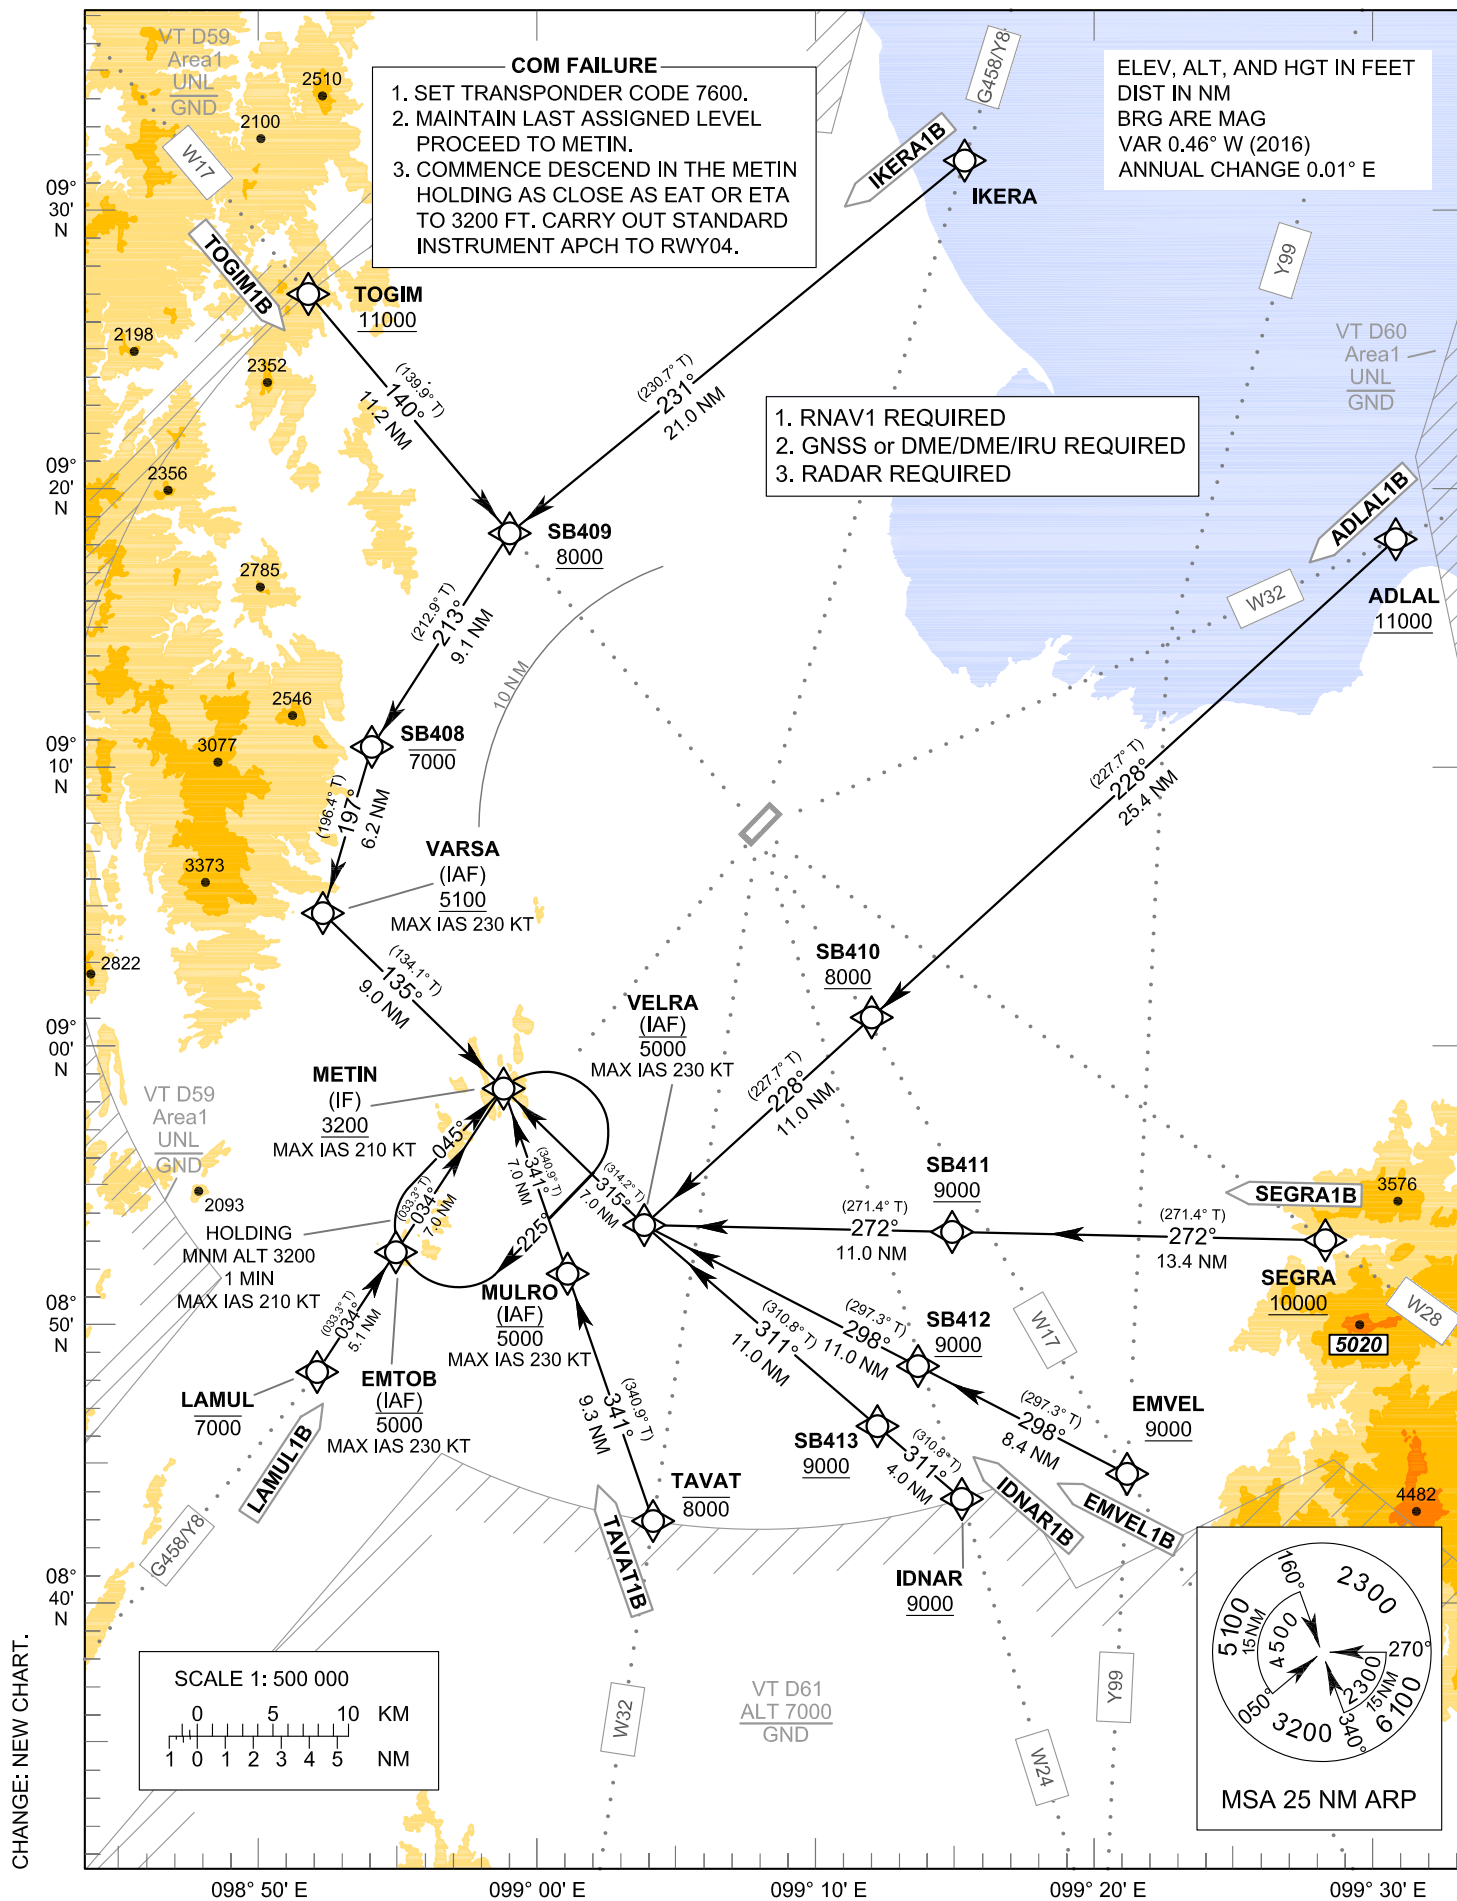 VT D59
Area1
UNL
GND
2510
2100
W17
COM FAILURE
1. SET TRANSPONDER CODE 7600.
2. MAINTAIN LAST ASSIGNED LEVEL
PROCEED TO METIN.
3. COMMENCE DESCEND IN THE METIN
HOLDING AS CLOSE AS EAT OR ETA
TO 3200 FT. CARRY OUT STANDARD
INSTRUMENT APCH TO RWY04.
G458/Y8
IKERA1B
IKERA
ELEV, ALT, AND HGT IN FEET
DIST IN NM
BRG ARE MAG
VAR 0.46° W (2016)
ANNUAL CHANGE 0.01° E
09°
30'
N
TOGIM1B
TOGIM
11000
Y99
2198
2352
VT D60
Area1
UNL
GND
(139.9° T)
140°
11.2 NM
(230.7° T)
231°
21.0 NM
1. RNAV1 REQUIRED
2. GNSS or DME/DME/IRU REQUIRED
3. RADAR REQUIRED
09°
20'
N
2356
ADLAL1B
SB409
8000
2785
W32
ADLAL
11000
(212.9° T)
213°
9.1 NM
10 NM
2546
3077
SB408
7000
09°
10'
N
(227.7° T)
228°
25.4 NM
(196.4° T)
197°
6.2 NM
VARSA
(IAF)
5100
MAX IAS 230 KT
3373
2822
(134.1° T)
135°
9.0 NM
SB410
8000
VELRA
(IAF)
5000
MAX IAS 230 KT
09°
00'
N
METIN
(IF)
3200
MAX IAS 210 KT
(227.7° T)
228°
11.0 NM
VT D59
Area1
UNL
GND
2093
045°
(033.3° T)
034°
7.0 NM
(340.9° T)
341°
7.0 NM
(314.2° T)
315°
7.0 NM
225°
SB411
9000
(271.4° T)
272°
11.0 NM
SEGRA1B
3576
(271.4° T)
272°
13.4 NM
SEGRA
10000
W28
5020
HOLDING
MNM ALT 3200
1 MIN
MAX IAS 210 KT
08°
50'
N
MULRO
(IAF)
5000
MAX IAS 230 KT
(033.3° T)
034°
5.1 NM
LAMUL
7000
EMTOB
(IAF)
5000
MAX IAS 230 KT
(310.8° T)
311°
11.0 NM
(297.3° T)
298°
11.0 NM
SB412
9000
W17
(297.3° T)
298°
8.4 NM
EMVEL
9000
LAMUL1B
(340.9° T)
341°
9.3 NM
TAVAT
8000
SB413
9000
(310.8° T)
311°
4.0 NM
IDNAR1B
EMVEL1B
4482
G458/Y8
TAVAT1B
IDNAR
9000
08°
40'
N
160°
2300
5100
15 NM
4500
270°
2300
15 NM
6100
050°
3200
340°
MSA 25 NM ARP
SCALE 1: 500 000
0 5 10 KM
1 0 1 2 3 4 5 NM
W32
VT D61
ALT 7000
GND
Y99
W24
CHANGE: NEW CHART.
098° 50' E
099° 00' E
099° 10' E
099° 20' E
099° 30' E